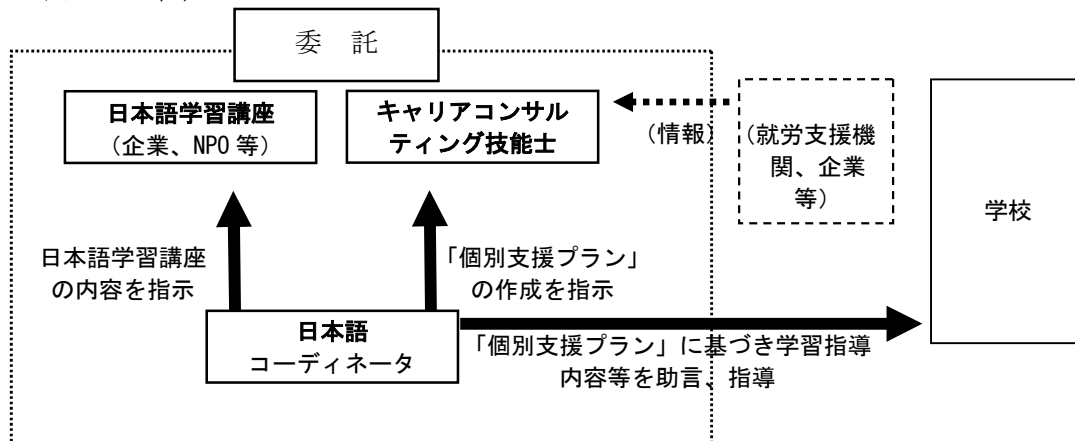 委 託
日本語学習講座
（企業、NPO 等）
キャリアコンサル
ティング技能士
（情報）
（就労支援機
関、企業
等）
学校
日本語学習講座
の内容を指示
「個別支援プラン」
の作成を指示
日本語
コーディネータ
「個別支援プラン」に基づき学習指導
内容等を助言、指導